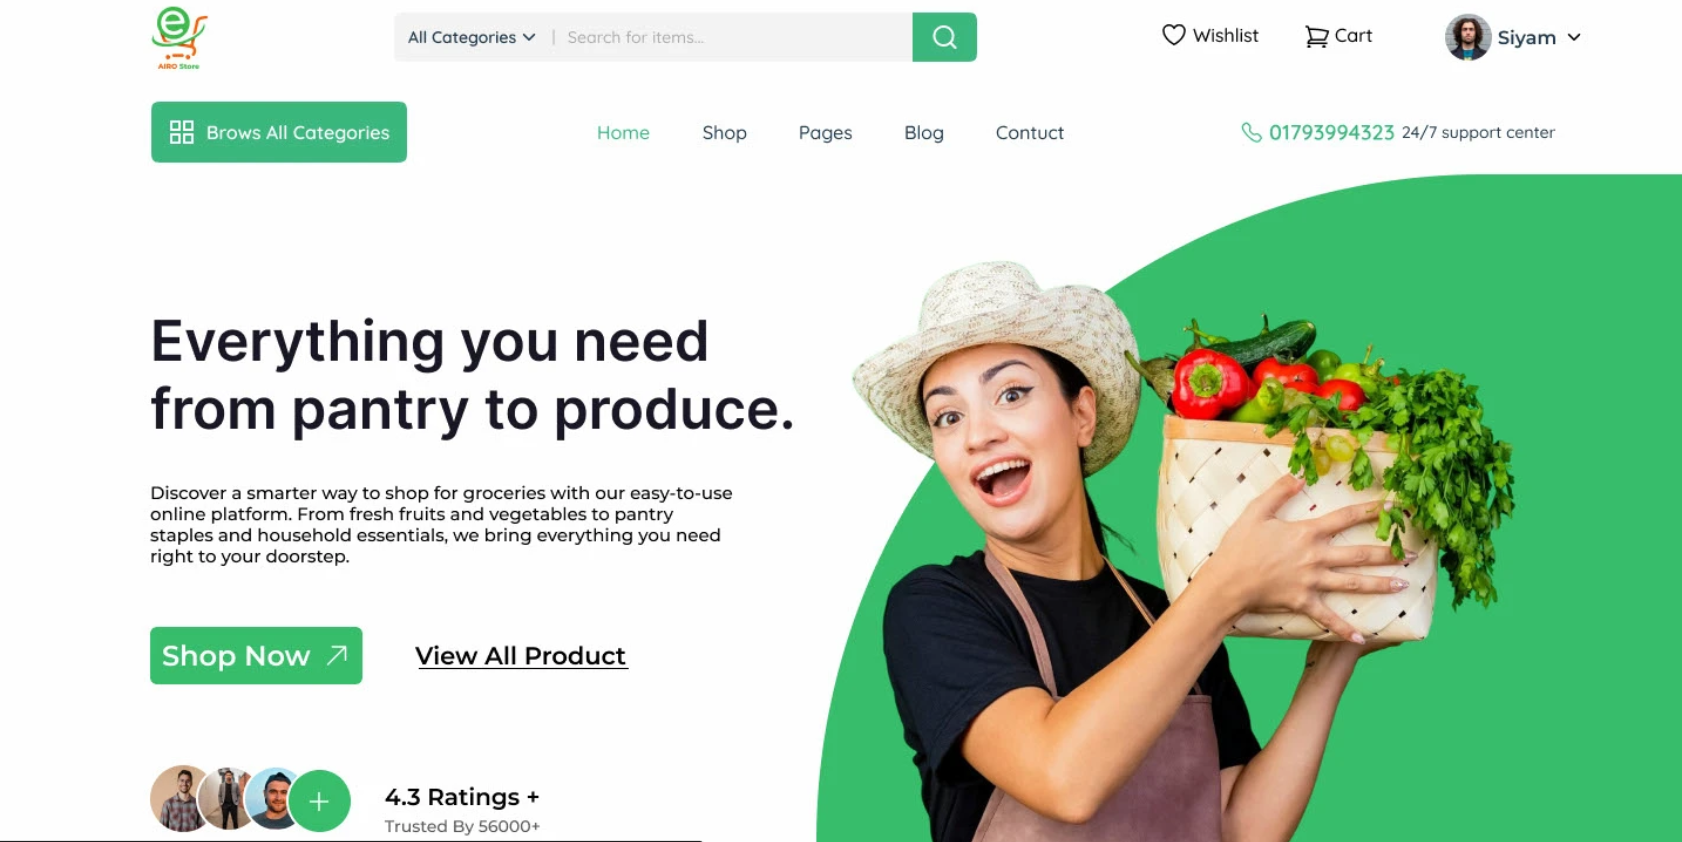 AIRO Store
All Categories | Search for items...
Wishlist
Cart
Siyam
Brows All Categories
Home
Shop
Pages
Blog
Contuct
01793994323 24/7 support center
Everything you need
from pantry to produce.
Discover a smarter way to shop for groceries with our easy-to-use
online platform. From fresh fruits and vegetables to pantry
staples and household essentials, we bring everything you need
right to your doorstep.
Shop Now
View All Product
4.3 Ratings +
Trusted By 56000+